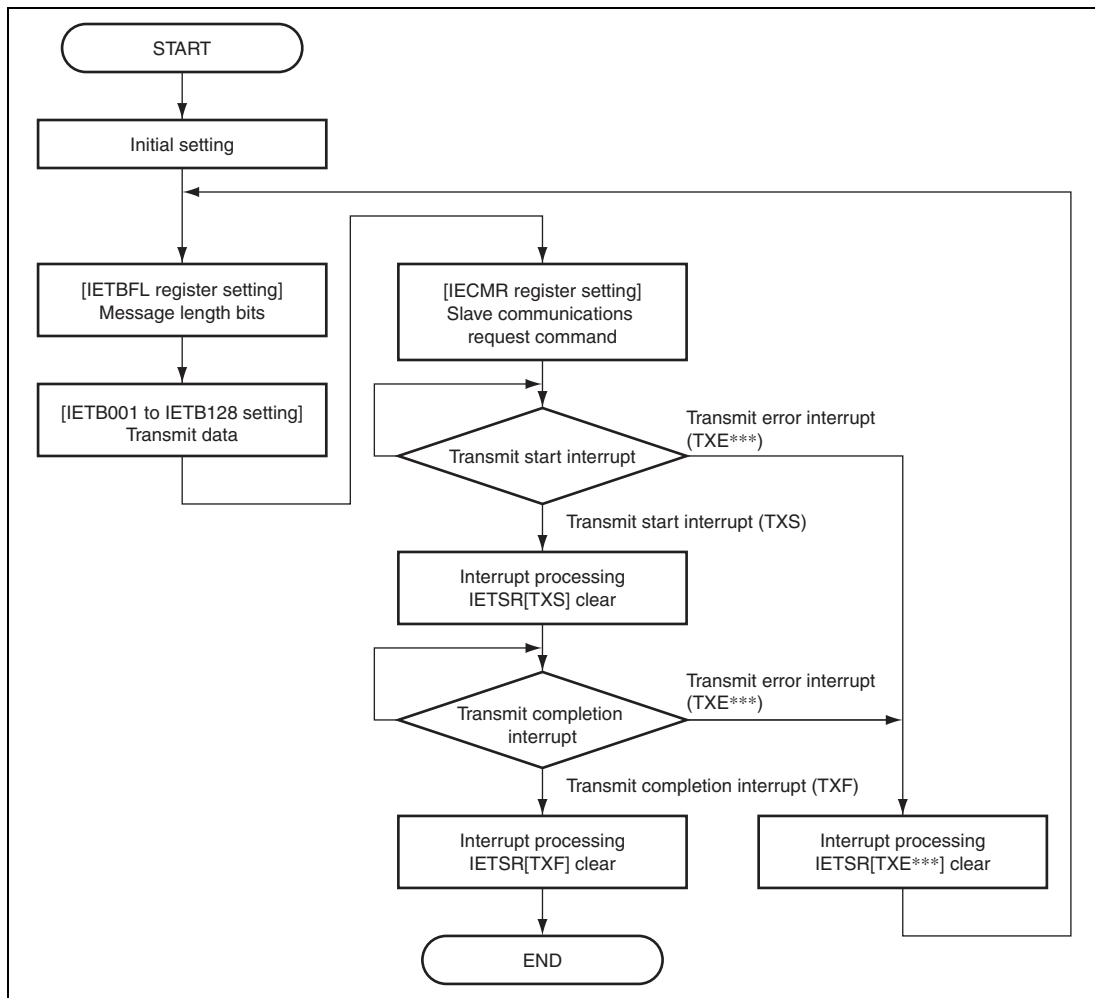 START
Initial setting
[IETBFL register setting]
Message length bits
[IETB001 to IETB128 setting]
Transmit data
[IECMR register setting]
Slave communications
request command
Transmit start interrupt
Transmit error interrupt
(TXE***)
Transmit start interrupt (TXS)
Interrupt processing
IETSR[TXS] clear
Transmit completion
interrupt
Transmit error interrupt
(TXE***)
Transmit completion interrupt (TXF)
Interrupt processing
IETSR[TXF] clear
Interrupt processing
IETSR[TXE***] clear
END